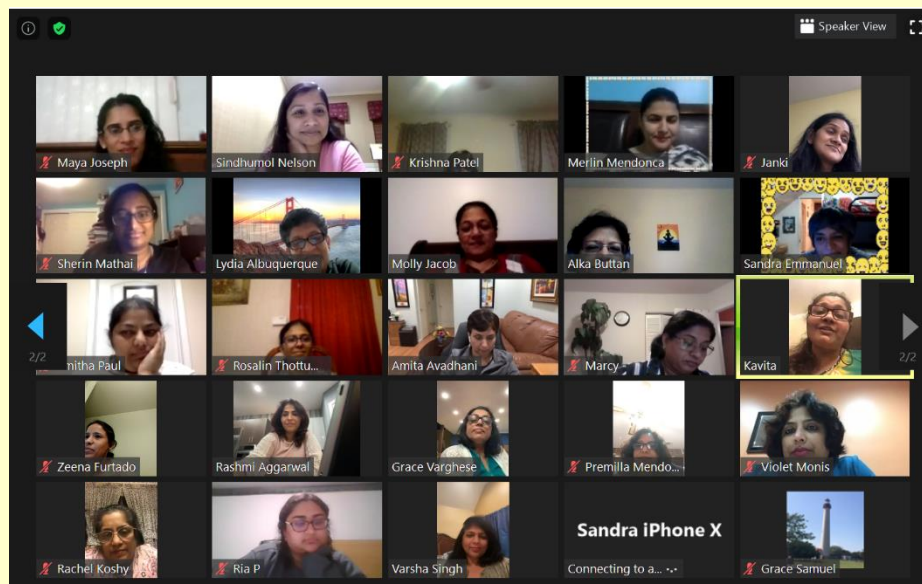 Speaker View
Maya Joseph
Sindhumol Nelson
Krishna Patel
Merlin Mendonca
Janki
Sherin Mathai
Lydia Albuquerque
Molly Jacob
Alka Buttan
Sandra Emmanuel
2/2
mitha Paul
Rosalin Thottu...
Amita Avadhani
Marcy
Kavita
2/2
Zeena Furtado
Rashmi Aggarwal
Grace Varghese
Premilla Mendo...
Violet Monis
Rachel Koshy
Ria P
Varsha Singh
Sandra iPhone X
Connecting to a...
Grace Samuel